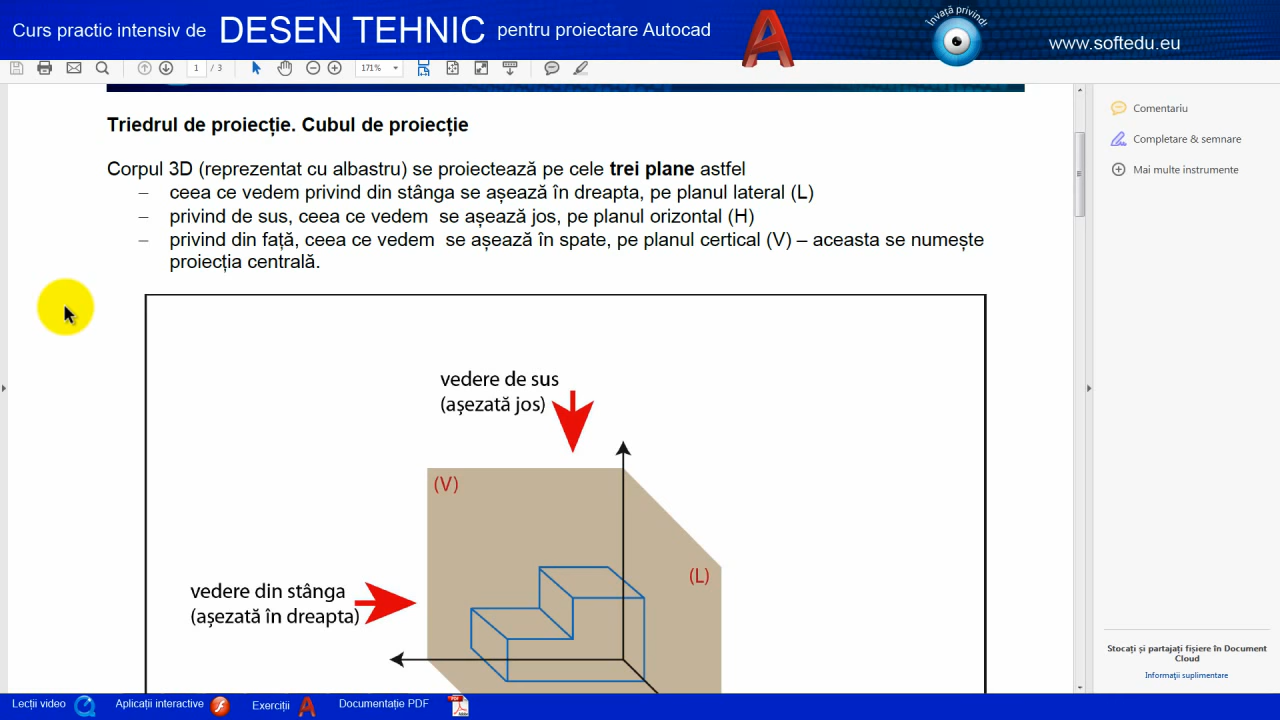 Curs practic intensiv de DESEN TEHNIC pentru proiectare Autocad
învață privind!
www.softedu.eu
1 / 3
171%
Triedrul de proiecție. Cubul de proiecție
Corpul 3D (reprezentat cu albastru) se proiectează pe cele trei plane astfel
– ceea ce vedem privind din stânga se așează în dreapta, pe planul lateral (L)
– privind de sus, ceea ce vedem se așează jos, pe planul orizontal (H)
– privind din față, ceea ce vedem se așează în spate, pe planul certical (V) – aceasta se numește
proiecția centrală.
vedere de sus
(așezată jos)
(V)
(L)
vedere din stânga
(așezată în dreapta)
Comentariu
Completare & semnare
Mai multe instrumente
Stocați și partajați fișiere în Document
Cloud
Informații suplimentare
Lecții video
Aplicații interactive
Exerciții
Documentație PDF